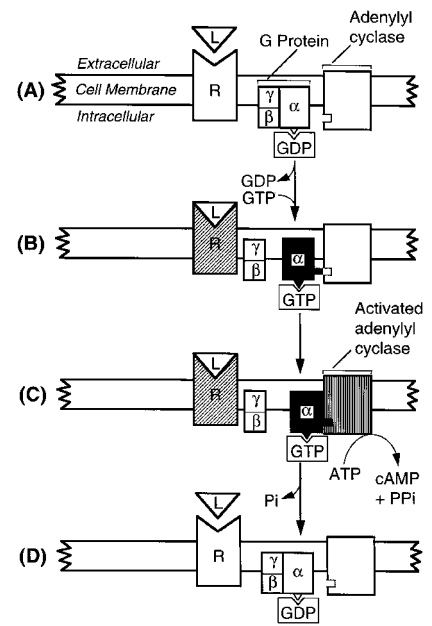 Adenylyl
cyclase
L
G Protein
Extracellular
(A)
Cell Membrane
R
γ
α
β
Intracellular
GDP
GDP
GTP
(B)
L
R
γ
α
β
GTP
Activated
adenylyl
cyclase
(C)
L
R
γ
α
β
GTP
ATP
cAMP
+ PPi
Pi
L
(D)
R
γ
α
β
GDP